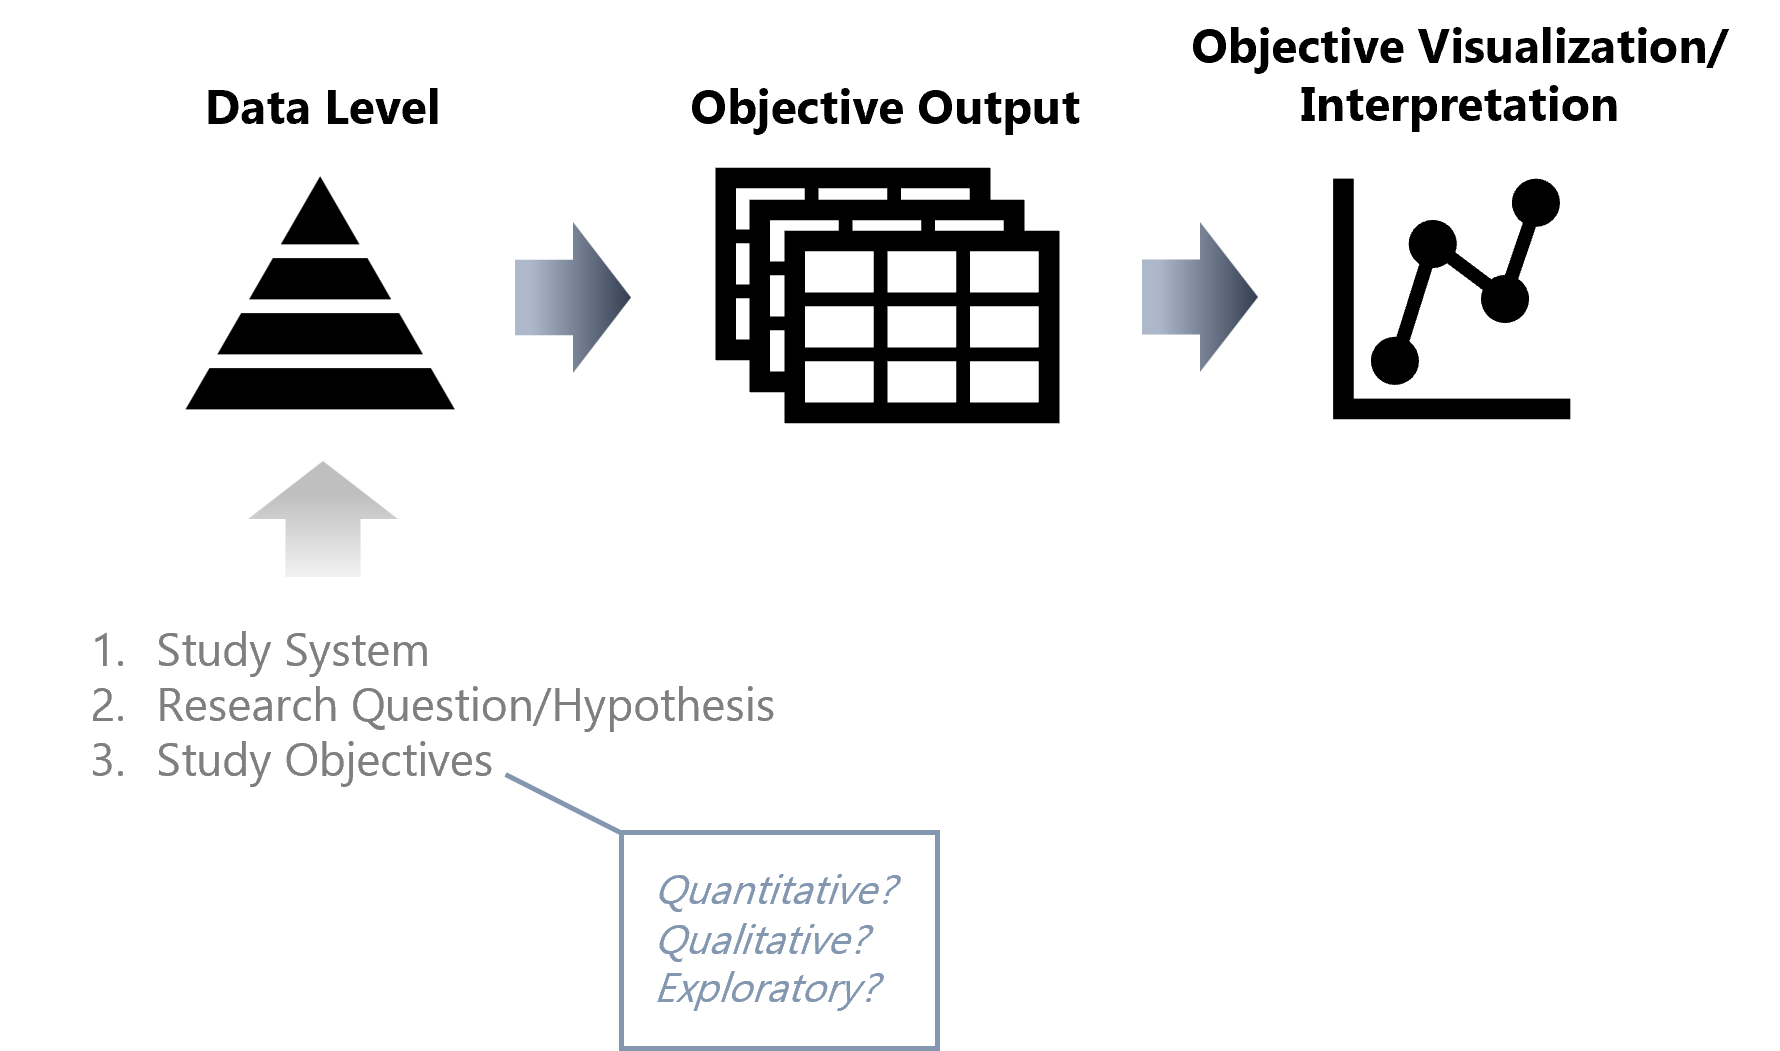 Data Level
Objective Output
Objective Visualization/
Interpretation
1. Study System
2. Research Question/Hypothesis
3. Study Objectives
Quantitative?
Qualitative?
Exploratory?